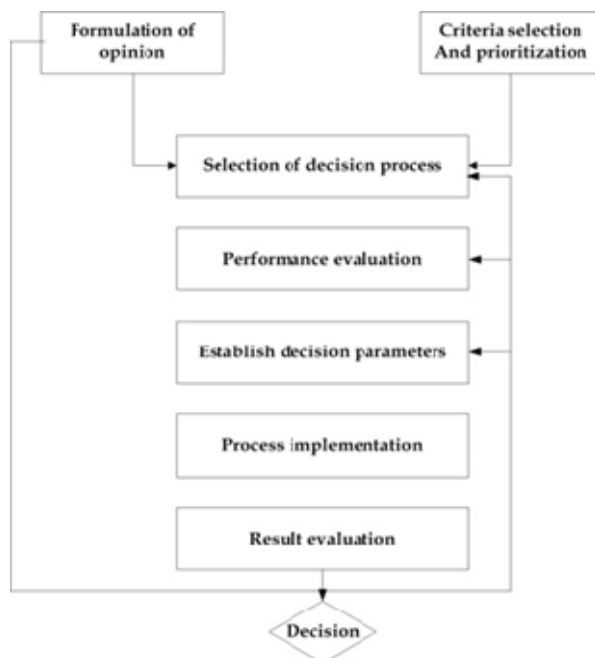 Formulation of
opinion
Criteria selection
And prioritization
Selection of decision process
Performance evaluation
Establish decision parameters
Process implementation
Result evaluation
Decision